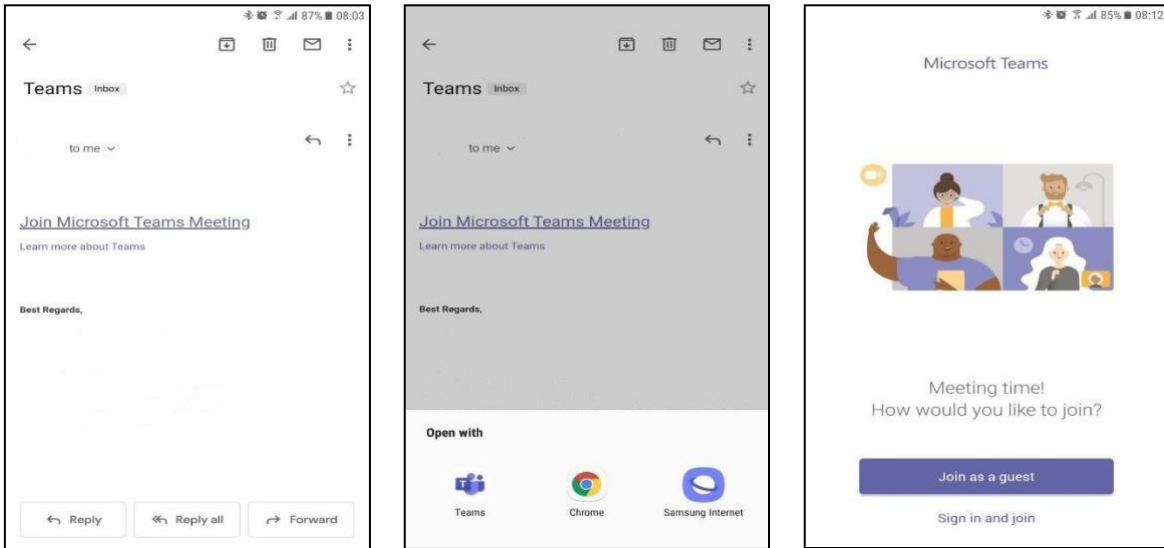 87% 08:03
Teams Inbox
to me
Join Microsoft Teams Meeting
Learn more about Teams
Best Regards,
Reply Reply all Forward
Teams Inbox
to me
Join Microsoft Teams Meeting
Learn more about Teams
Best Regards,
Open with
Teams Chrome Samsung Internet
85% 08:12
Microsoft Teams
Meeting time!
How would you like to join?
Join as a guest
Sign in and join